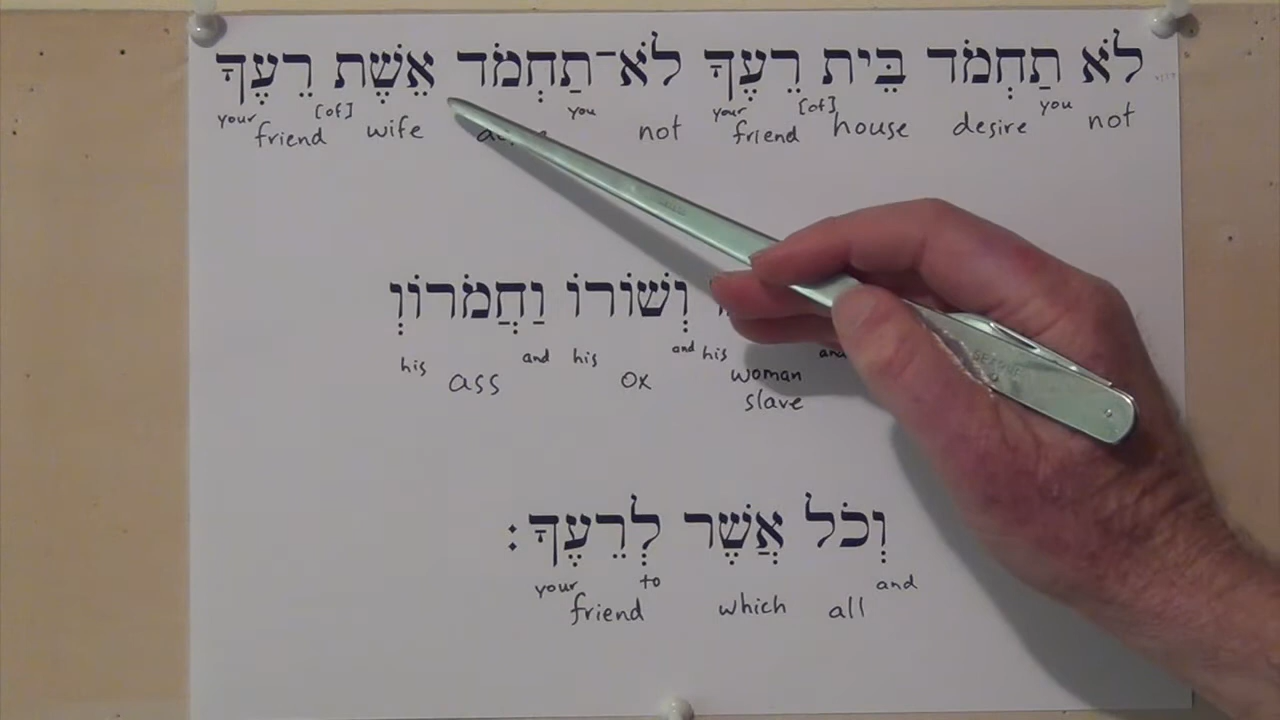 לֹא תַחְמֹד בֵּית רֵעֶךָ לֹא־תַחְמֹד אֵשֶׁת רֵעֶךָ
not you desire house [of] friend your not you wife [of] friend your
וְשׁוֹרוֹ וַחֲמֹרוֹוְ
and woman slave his and ox his and ass his
וְכֹל אֲשֶׁר לְרֵעֶךָ:
and all which to friend your